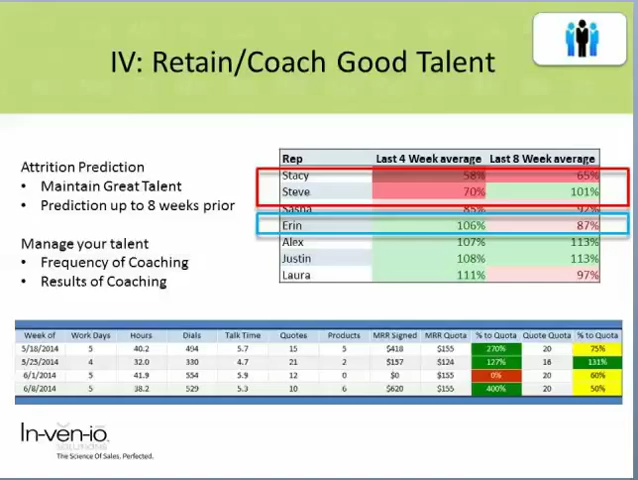 IV: Retain/Coach Good Talent
Attrition Prediction
• Maintain Great Talent
• Prediction up to 8 weeks prior
Manage your talent
• Frequency of Coaching
• Results of Coaching
Rep Last 4 Week average Last 8 Week average
Stacy 58% 65%
Steve 70% 101%
Sasha 85% 92%
Erin 106% 87%
Alex 107% 113%
Justin 108% 113%
Laura 111% 97%
Week of Work Days Hours Dials Talk Time Quotes Products MRR Signed MRR Quota % to Quota Quote Quota % to Quota
5/18/2014 5 40.2 494 5.7 15 5 $418 $155 270% 20 75%
5/25/2014 4 32.0 330 4.7 21 2 $157 $124 127% 16 131%
6/1/2014 5 41.9 554 5.9 12 0 $0 $155 0% 20 60%
6/8/2014 5 38.2 529 5.3 10 6 $620 $155 400% 20 50%
In-ven-io
SOLUTIONS
The Science Of Sales, Perfected.